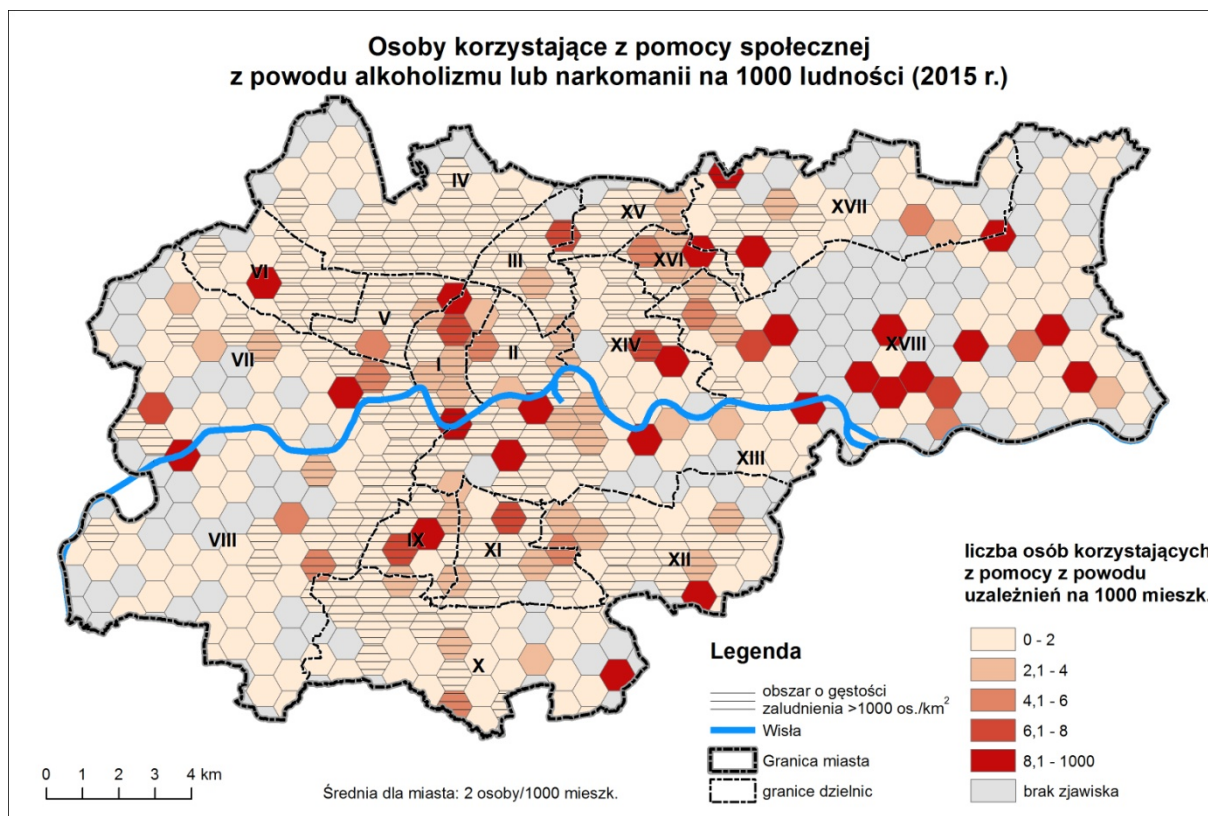 Osoby korzystające z pomocy społecznej
z powodu alkoholizmu lub narkomanii na 1000 ludności (2015 r.)
IV
XV
XVII
III
XVI
VI
V
VII
I
II
XIV
XVIII
XIII
VIII
IX
XI
XII
X
liczba osób korzystających
z pomocy z powodu
uzależnień na 1000 mieszk.
0 - 2
2,1 - 4
4,1 - 6
6,1 - 8
8,1 - 1000
brak zjawiska
Legenda
obszar o gęstości
zaludnienia >1000 os./km²
Wisła
Granica miasta
granice dzielnic
0 1 2 3 4 km
Średnia dla miasta: 2 osoby/1000 mieszk.